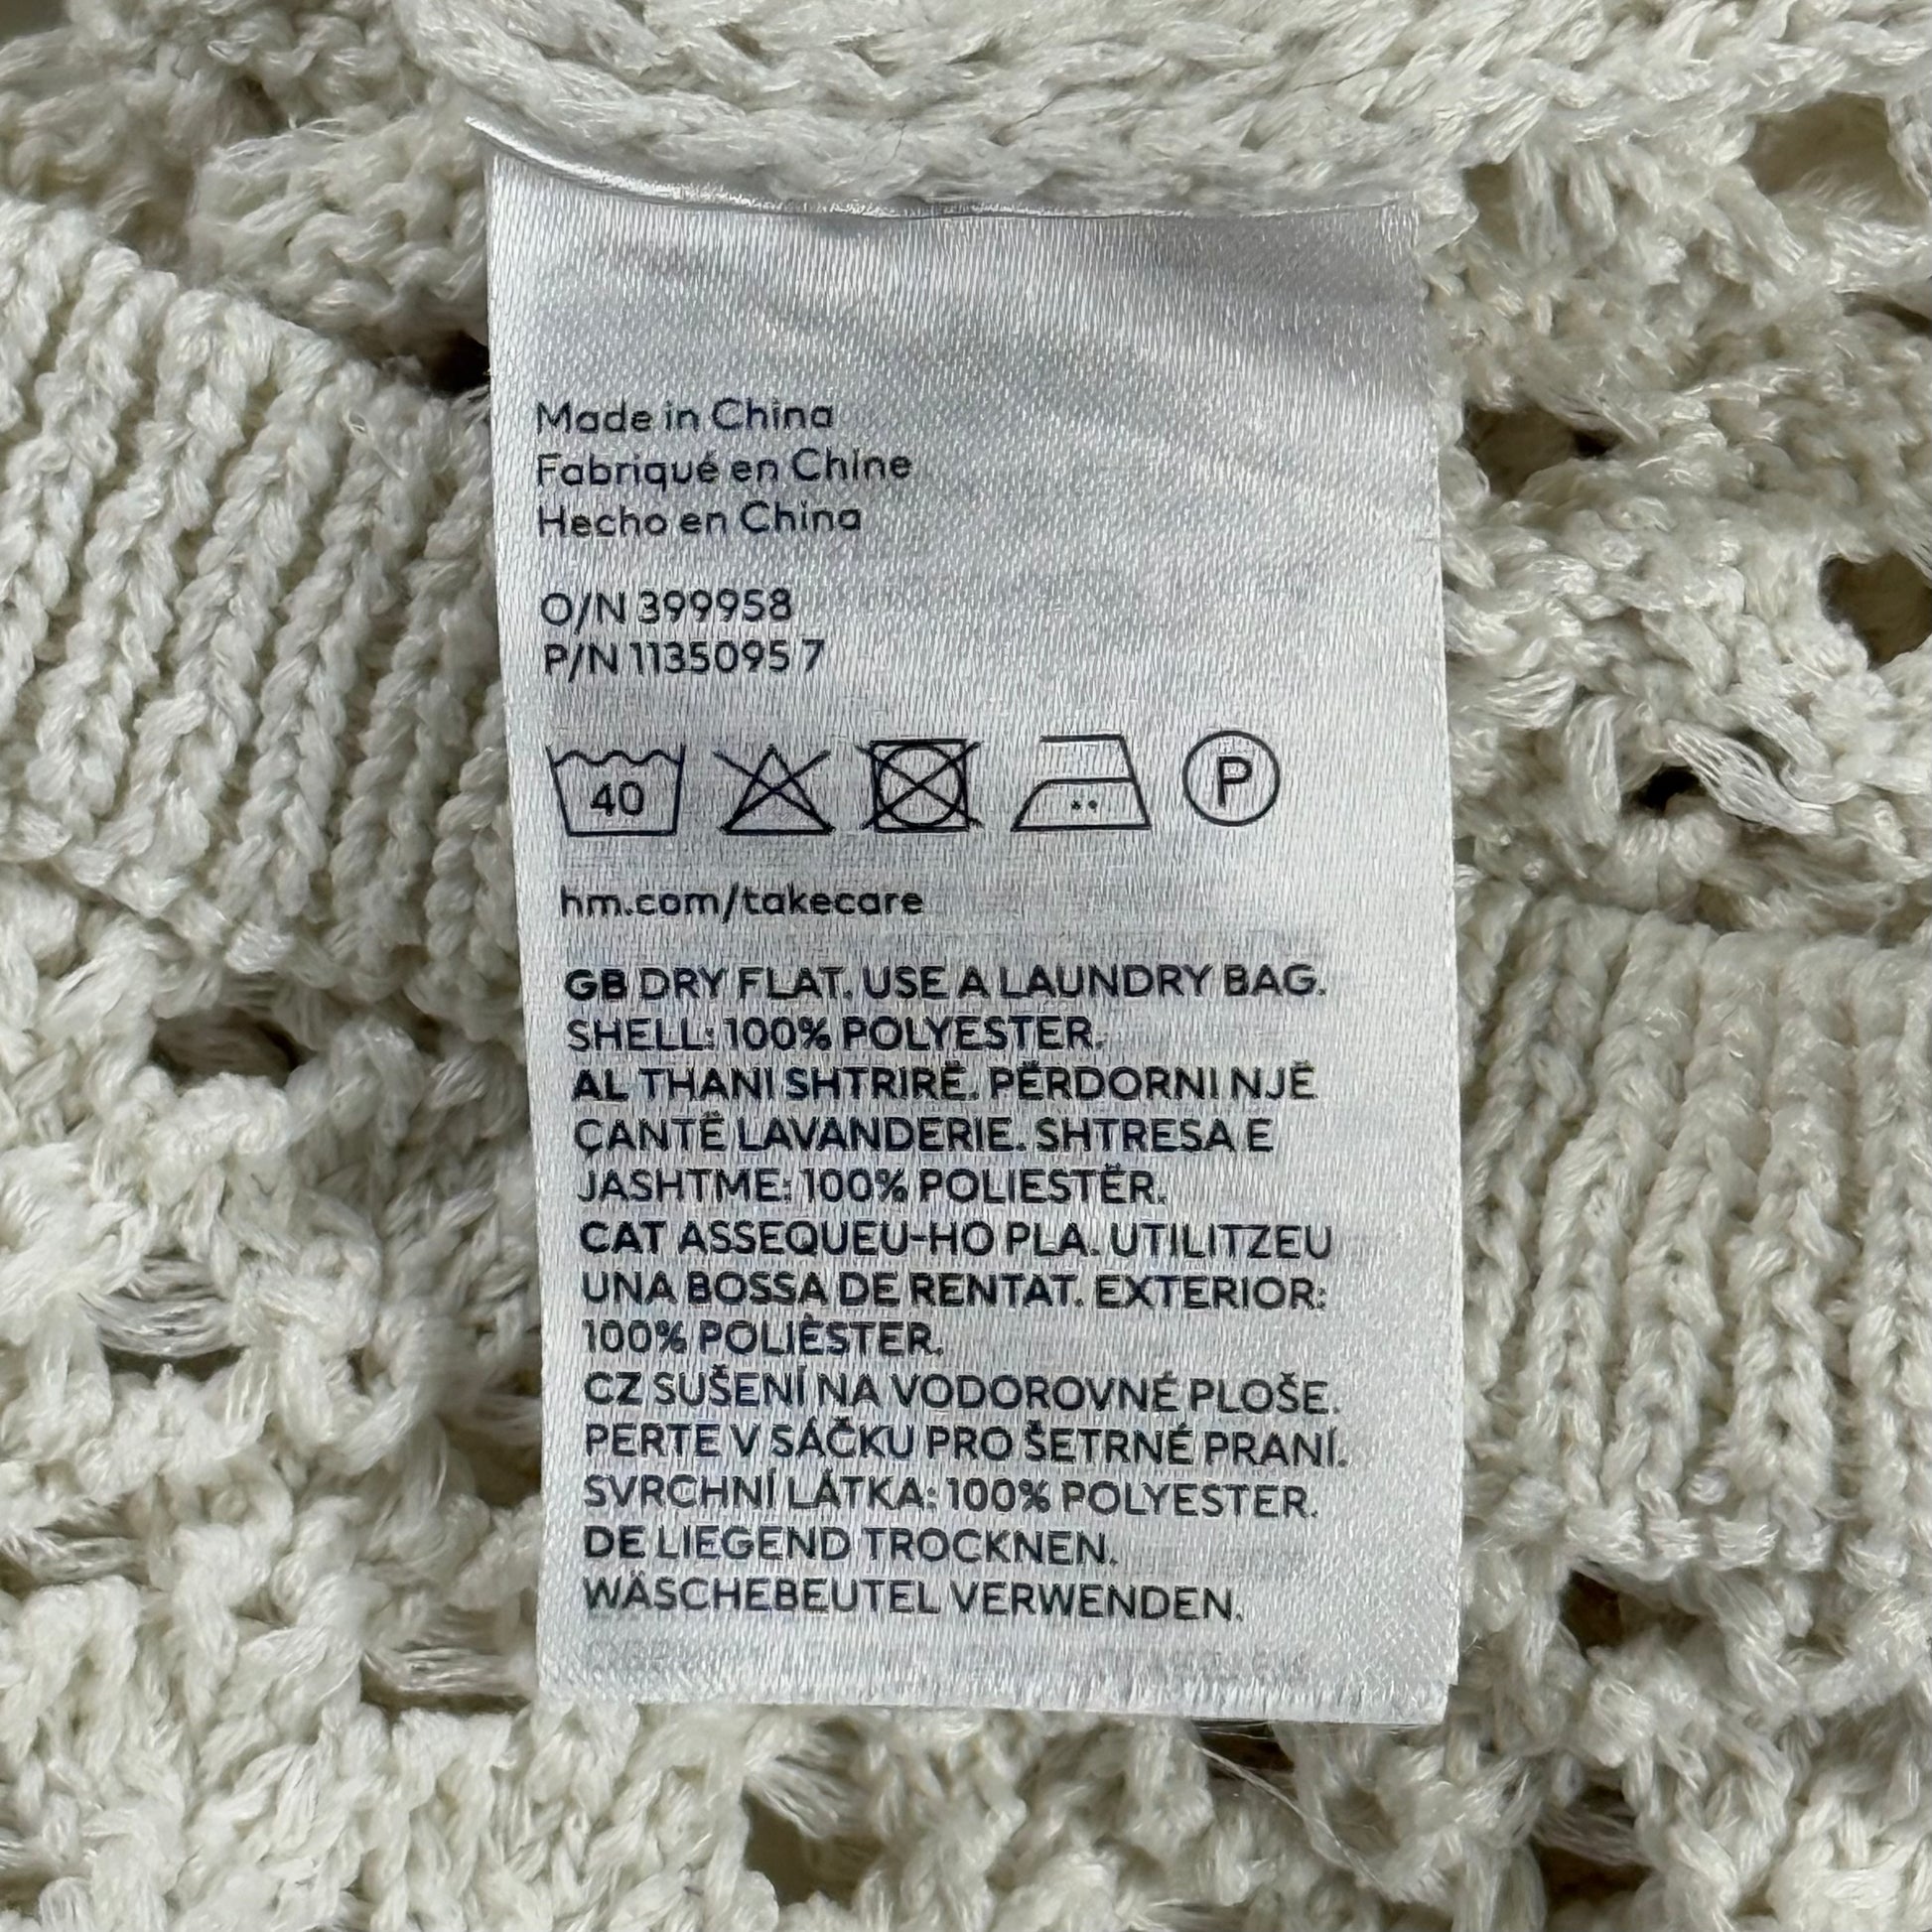 Made in China
Fabriqué en Chine
Hecho en China
O/N 399958
P/N 11350957
40
P
hm.com/takecare
GB DRY FLAT. USE A LAUNDRY BAG.
SHELL: 100% POLYESTER.
AL THANI SHTRIRË. PËRDORNI NJË
ÇANTË LAVANDERIE. SHTRESA E
JASHTME: 100% POLIESTËR.
CAT ASSEQUEU-HO PLA. UTILITZEU
UNA BOSSA DE RENTAT. EXTERIOR:
100% POLIÈSTER.
CZ SUŠENÍ NA VODOROVNÉ PLOŠE.
PERTE V SÁČKU PRO ŠETRNÉ PRANÍ.
SVRCHNÍ LÁTKA: 100% POLYESTER.
DE LIEGEND TROCKNEN.
WÄSCHEBEUTEL VERWENDEN.